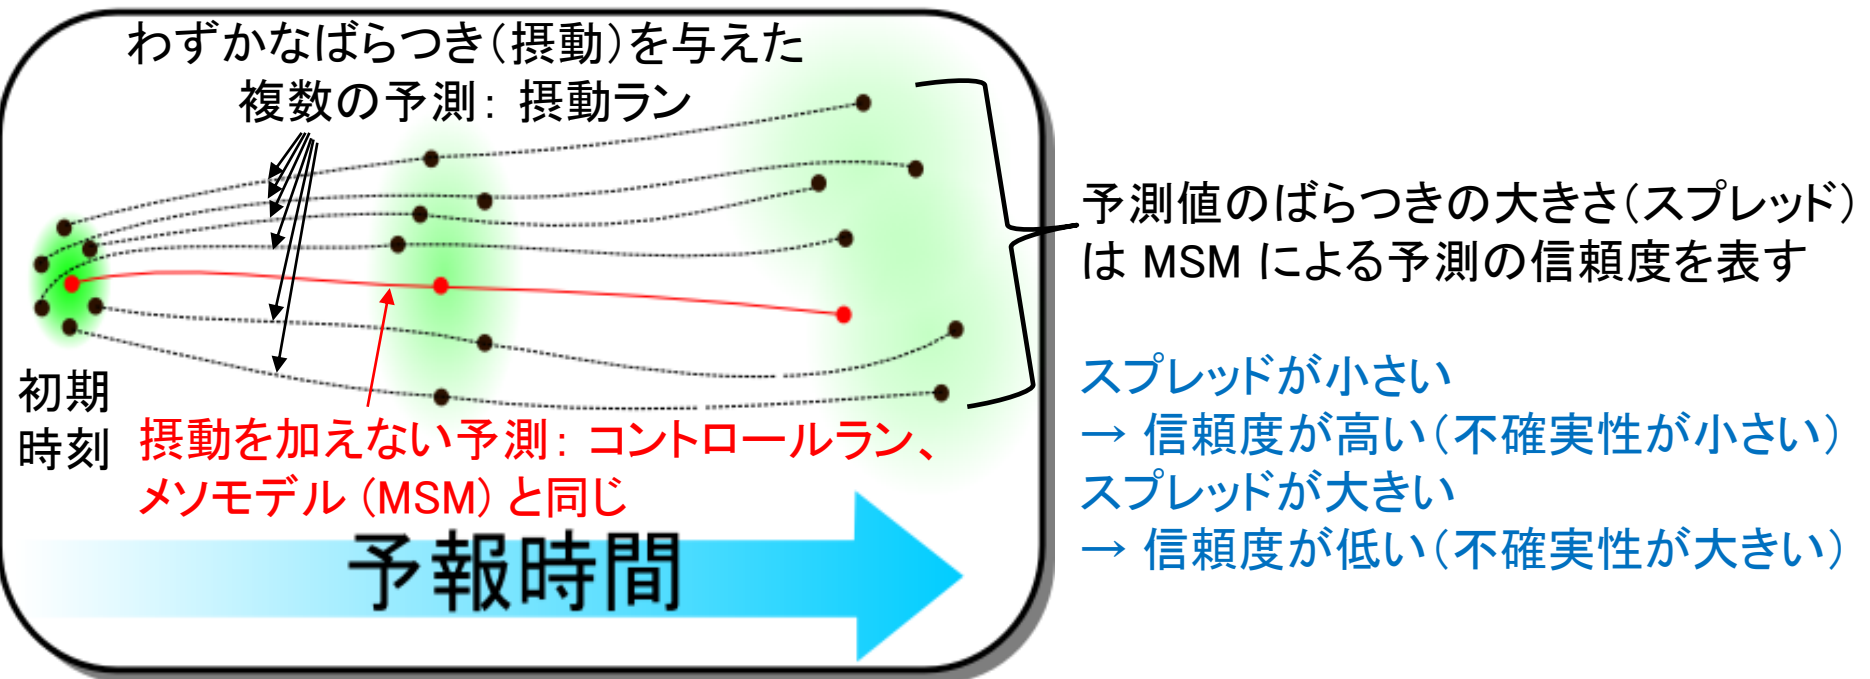 わずかなばらつき(摂動)を与えた
複数の予測: 摂動ラン
予測値のばらつきの大きさ(スプレッド)
は MSM による予測の信頼度を表す
スプレッドが小さい
→ 信頼度が高い(不確実性が小さい)
スプレッドが大きい
→ 信頼度が低い(不確実性が大きい)
初期
時刻
摂動を加えない予測: コントロールラン、
メソモデル (MSM) と同じ
予報時間